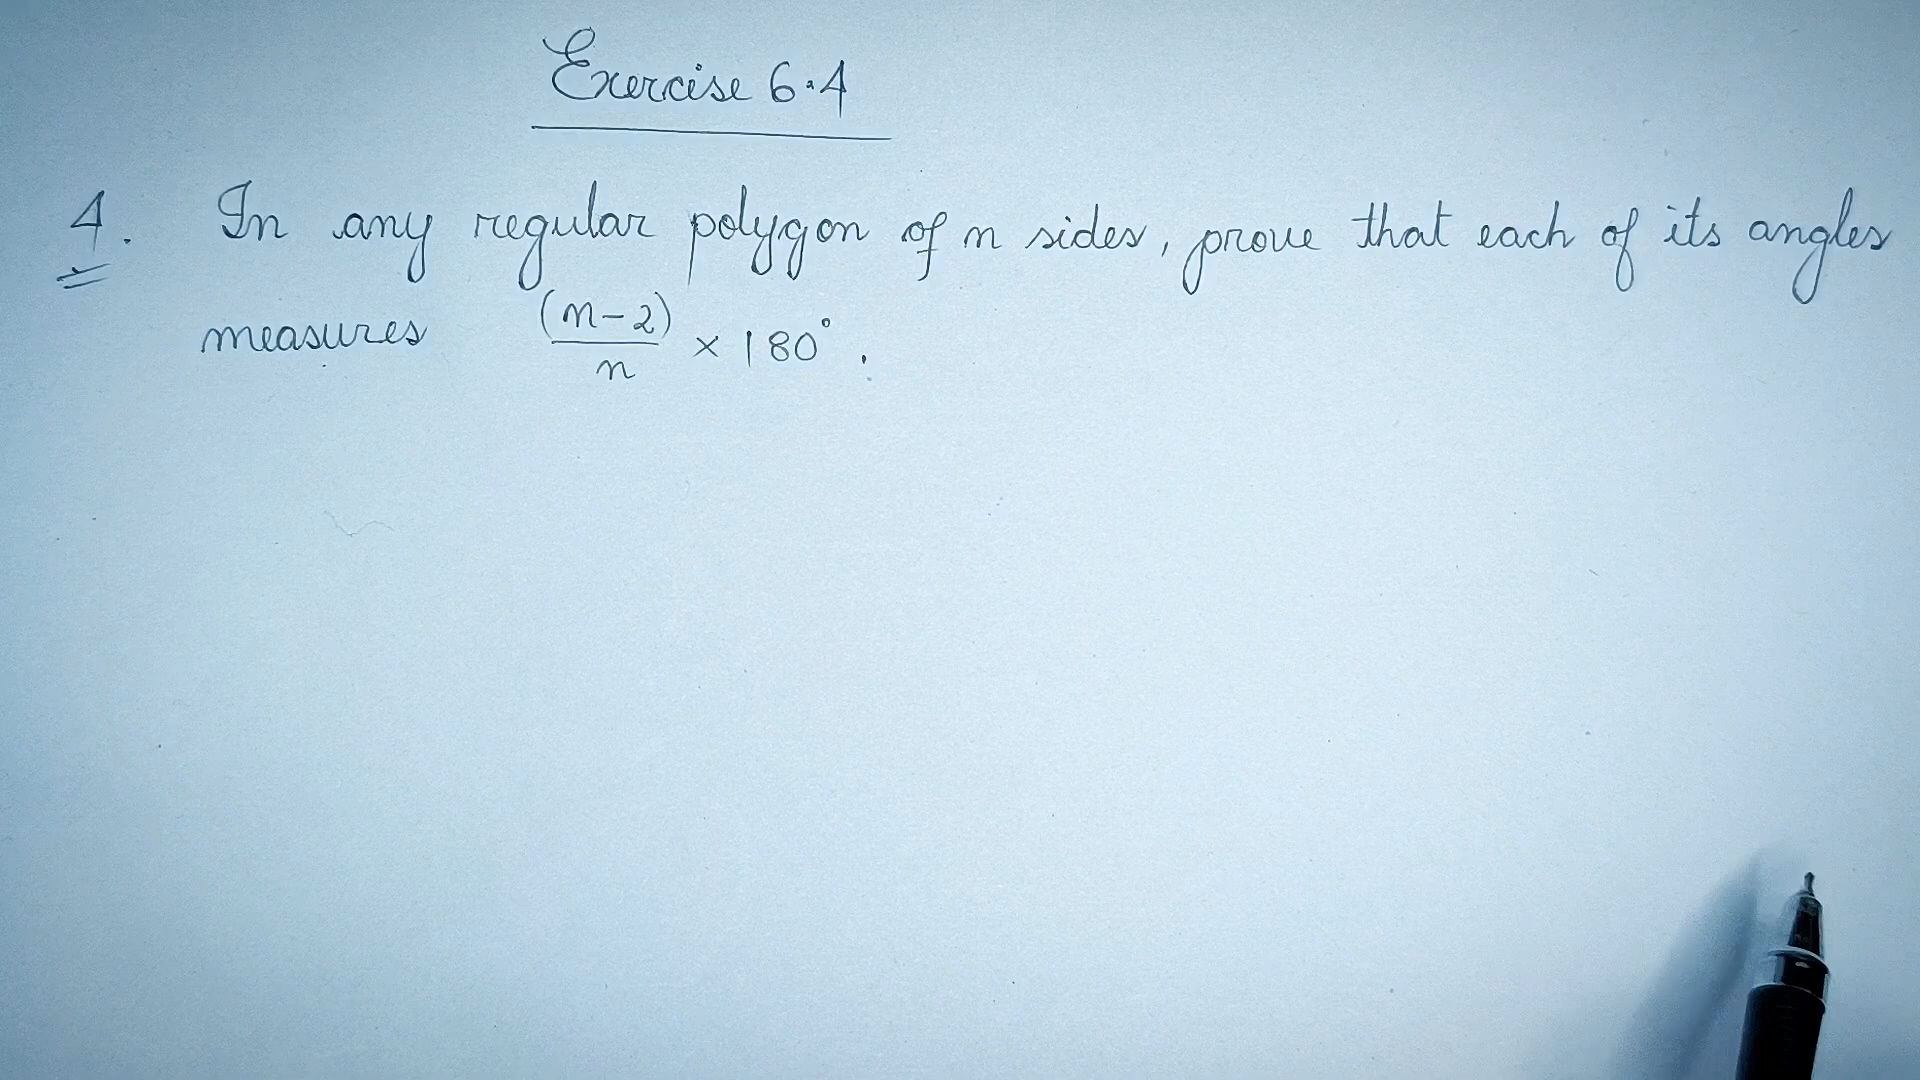 Exercise 6.4
4. In any regular polygon of n sides, prove that each of its angles
measures (n-2)/n × 180°.